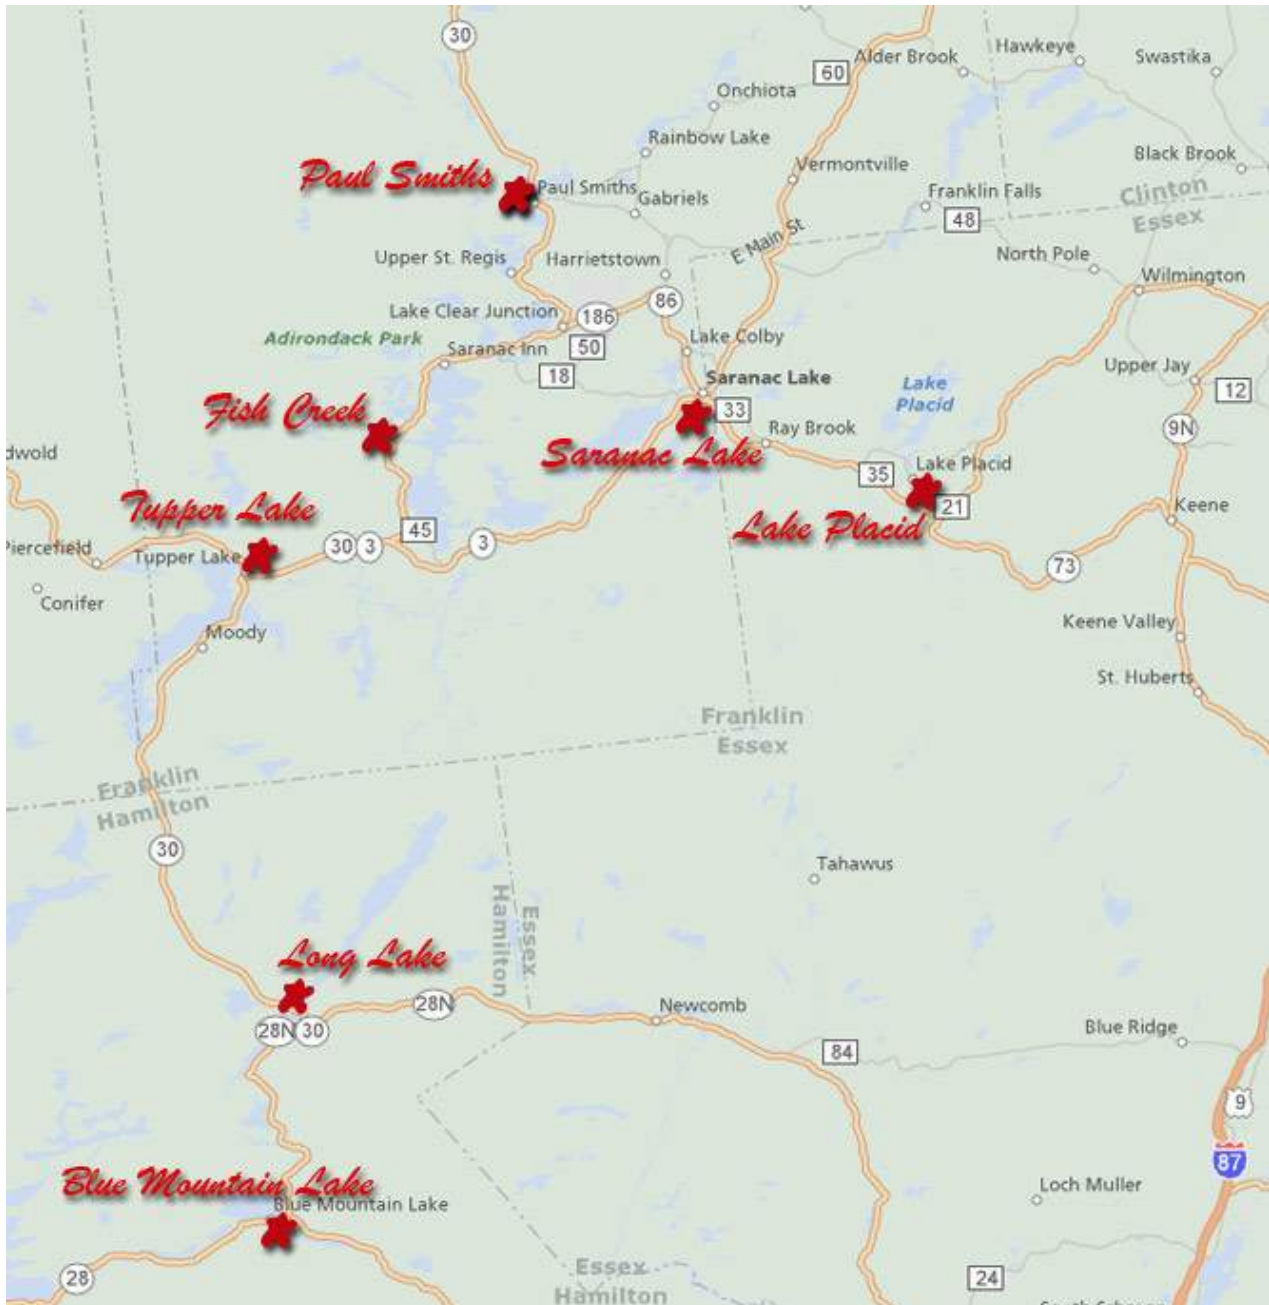 30
Hawkeye
Alder Brook
Swastika
60
Onchiota
Rainbow Lake
Black Brook
Vermontville
Paul Smiths
Paul Smiths
Gabriels
Franklin Falls
Clinton
Essex
48
E Main St
North Pole
Wilmington
Upper St. Regis
Harrietstown
86
Lake Clear Junction
186
Adirondack Park
Saranac Inn
50
Lake Colby
18
Upper Jay
12
Saranac Lake
Lake
Placid
Fish Creek
33
Ray Brook
9N
Saranac Lake
dwold
35
Lake Placid
21
Keene
Tupper Lake
Lake Placid
45
30
3
3
Piercefield
Tupper Lake
73
Conifer
Moody
Keene Valley
St. Huberts
Franklin
Essex
Franklin
Hamilton
30
Tahawus
Hamilton
Essex
Long Lake
28N
Newcomb
28N
30
Blue Ridge
84
9
87
Blue Mountain Lake
Blue Mountain Lake
Loch Muller
28
Essex
Hamilton
24